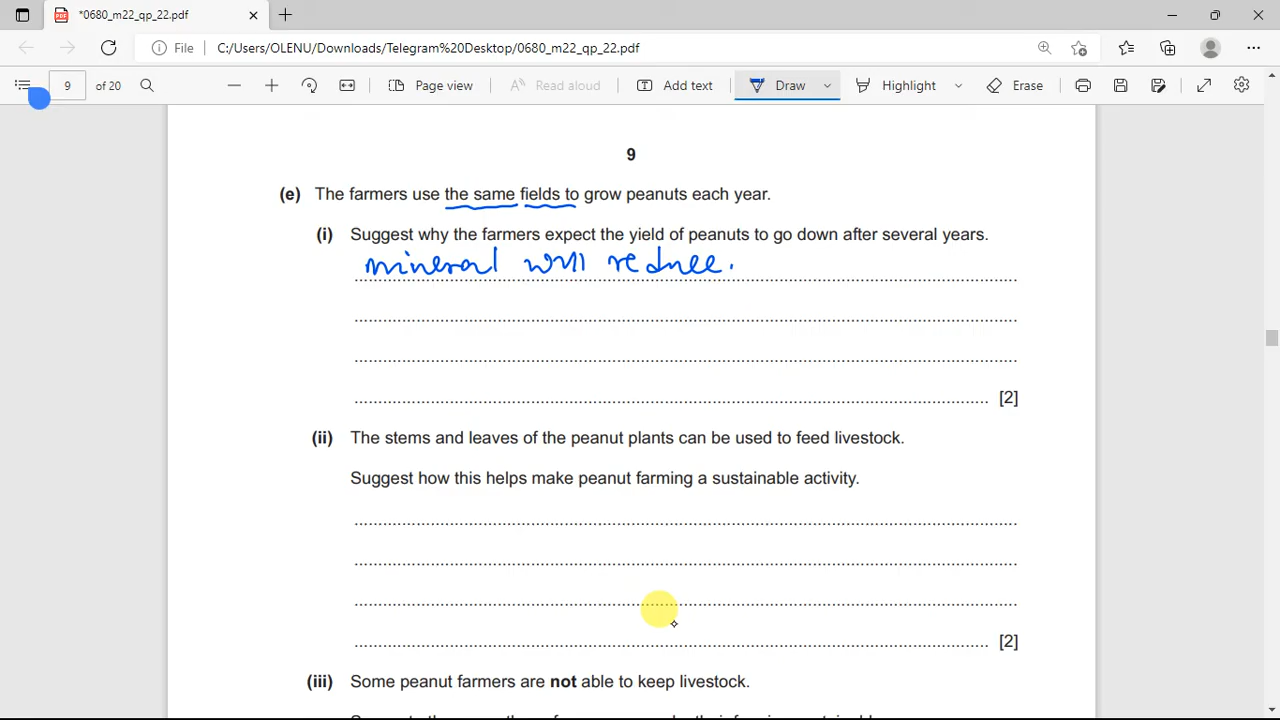 *0680_m22_qp_22.pdf
File C:/Users/OLENU/Downloads/Telegram%20Desktop/0680_m22_qp_22.pdf
9 of 20 Page view Read aloud Add text Draw Highlight Erase
9
(e) The farmers use the same fields to grow peanuts each year.
(i) Suggest why the farmers expect the yield of peanuts to go down after several years.
mineral will reduce.
[2]
(ii) The stems and leaves of the peanut plants can be used to feed livestock.
Suggest how this helps make peanut farming a sustainable activity.
[2]
(iii) Some peanut farmers are not able to keep livestock.